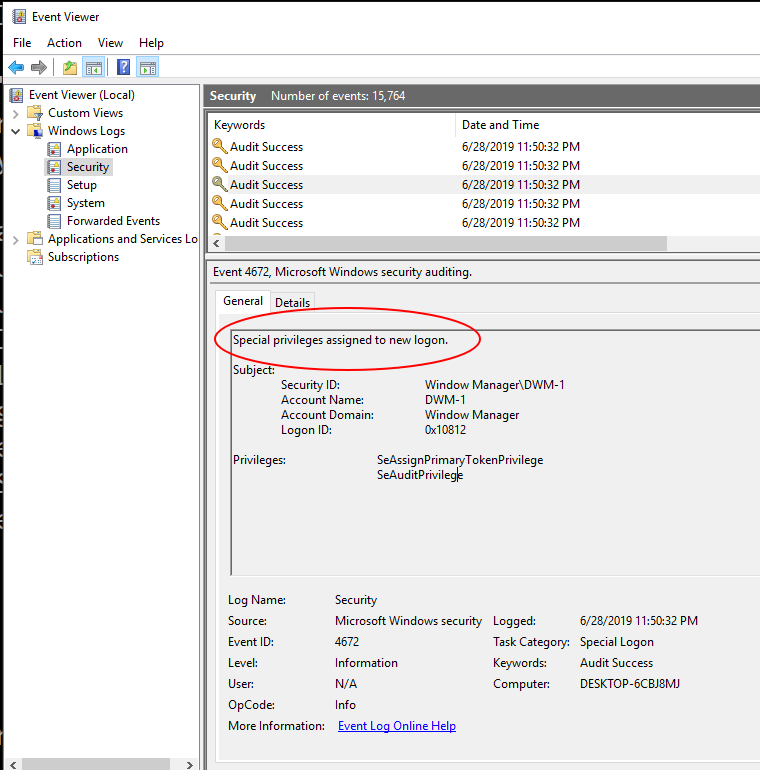 Event Viewer
File Action View Help
Event Viewer (Local)
Custom Views
Windows Logs
Application
Security
Setup
System
Forwarded Events
Applications and Services Lo
Subscriptions
Security Number of events: 15,764
Keywords Date and Time
Audit Success 6/28/2019 11:50:32 PM
Audit Success 6/28/2019 11:50:32 PM
Audit Success 6/28/2019 11:50:32 PM
Audit Success 6/28/2019 11:50:32 PM
Audit Success 6/28/2019 11:50:32 PM
Event 4672, Microsoft Windows security auditing.
General Details
Special privileges assigned to new logon.
Subject:
Security ID: Window Manager\DWM-1
Account Name: DWM-1
Account Domain: Window Manager
Logon ID: 0x10812
Privileges: SeAssignPrimaryTokenPrivilege
SeAuditPrivilege
Log Name: Security
Source: Microsoft Windows security Logged: 6/28/2019 11:50:32 PM
Event ID: 4672 Task Category: Special Logon
Level: Information Keywords: Audit Success
User: N/A Computer: DESKTOP-6CBJ8MJ
OpCode: Info
More Information: Event Log Online Help